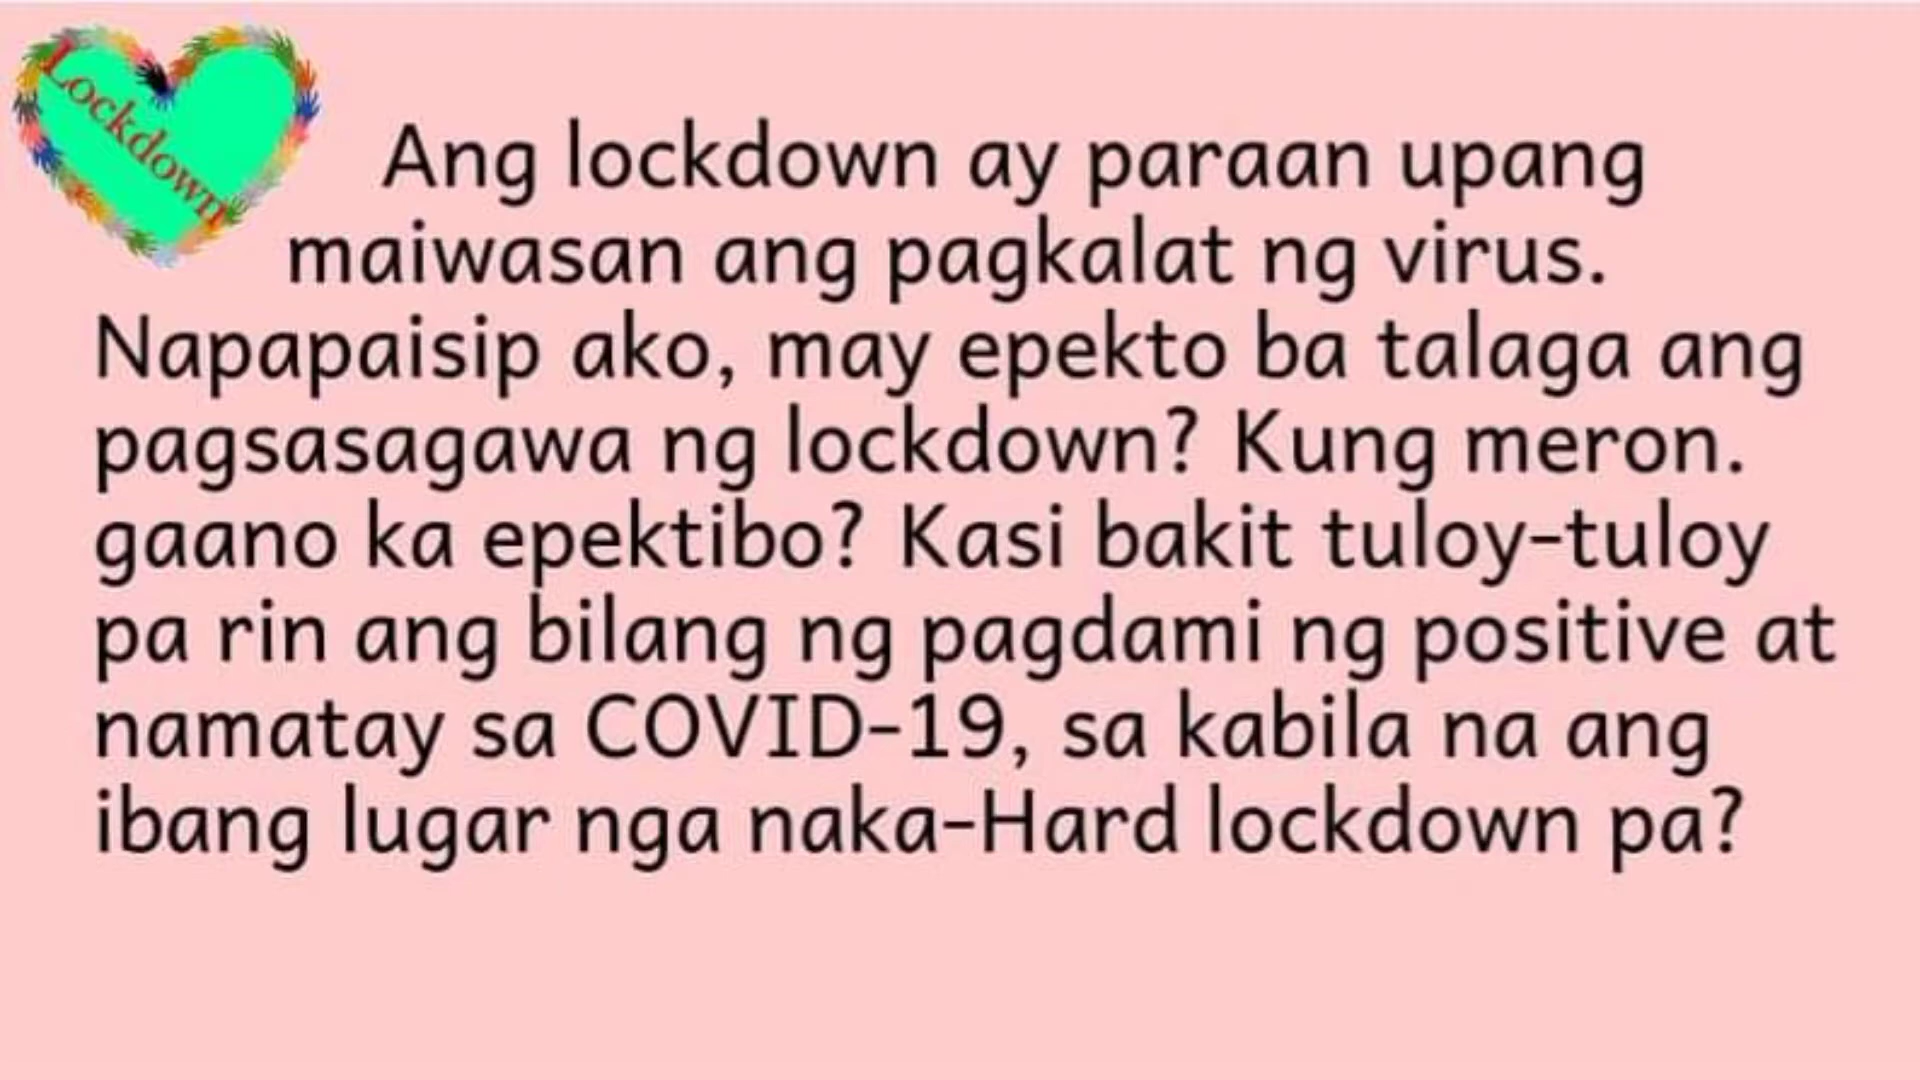 Lockdown
Ang lockdown ay paraan upang
maiwasan ang pagkalat ng virus.
Napapaisip ako, may epekto ba talaga ang
pagsasagawa ng lockdown? Kung meron.
gaano ka epektibo? Kasi bakit tuloy-tuloy
pa rin ang bilang ng pagdami ng positive at
namatay sa COVID-19, sa kabila na ang
ibang lugar nga naka-Hard lockdown pa?